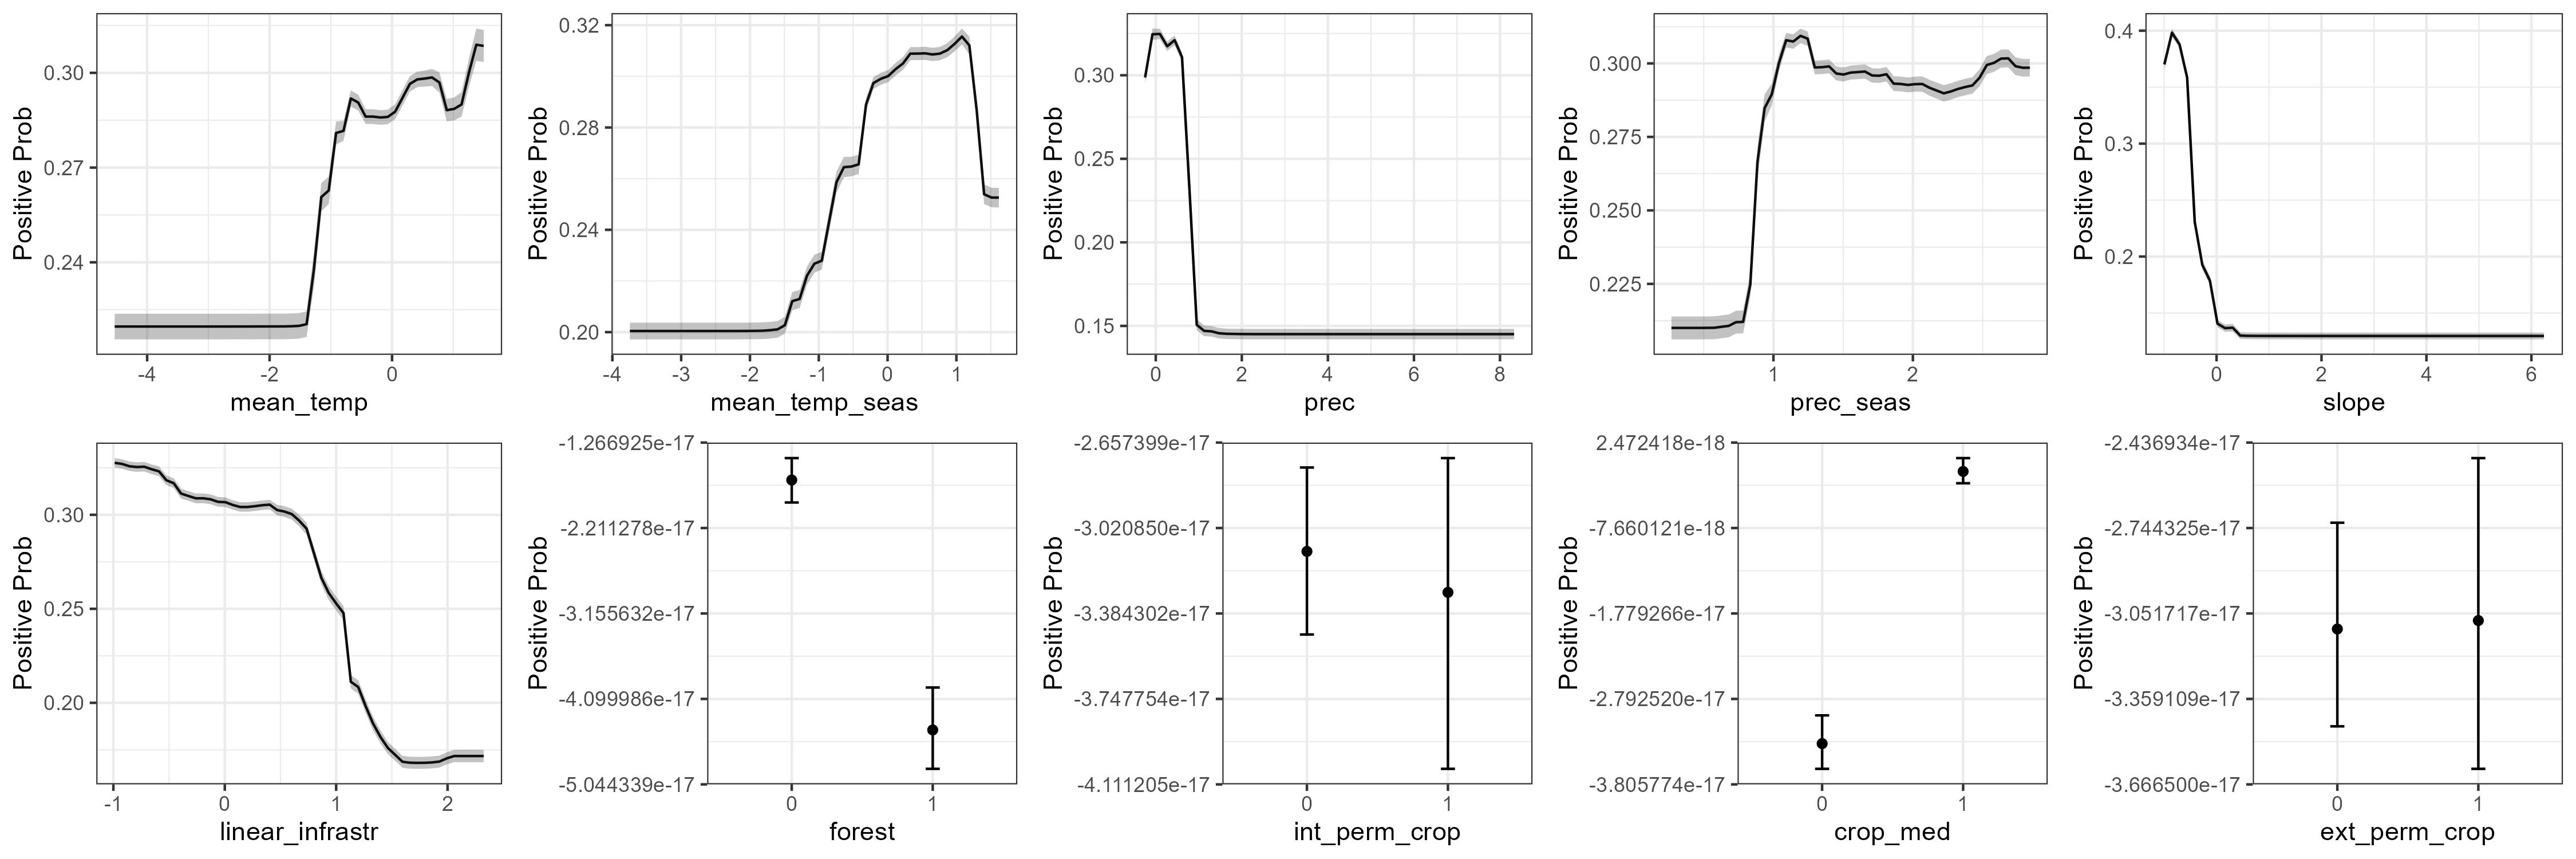 Positive Prob
0.30
0.27
0.24
-4 -2 0
mean_temp
Positive Prob
0.32
0.28
0.24
0.20
-4 -3 -2 -1 0 1
mean_temp_seas
Positive Prob
0.30
0.25
0.20
0.15
0 2 4 6 8
prec
Positive Prob
0.300
0.275
0.250
0.225
1 2
prec_seas
Positive Prob
0.4
0.3
0.2
0 2 4 6
slope
Positive Prob
0.30
0.25
0.20
-1 0 1 2
linear_infrastr
Positive Prob
-1.266925e-17
-2.211278e-17
-3.155632e-17
-4.099986e-17
-5.044339e-17
0 1
forest
Positive Prob
-2.657399e-17
-3.020850e-17
-3.384302e-17
-3.747754e-17
-4.111205e-17
0 1
int_perm_crop
Positive Prob
2.472418e-18
-7.660121e-18
-1.779266e-17
-2.792520e-17
-3.805774e-17
0 1
crop_med
Positive Prob
-2.436934e-17
-2.744325e-17
-3.051717e-17
-3.359109e-17
-3.666500e-17
0 1
ext_perm_crop